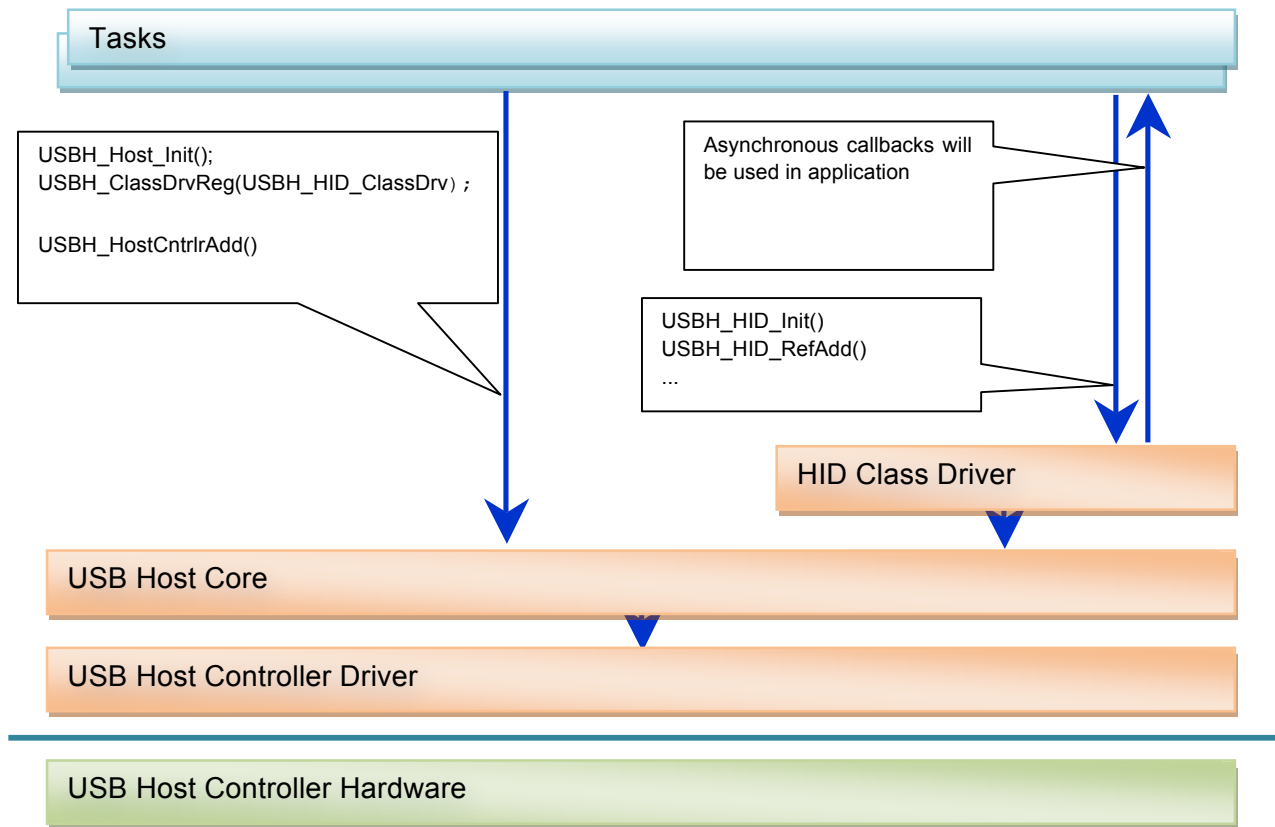 Tasks
USBH_Host_Init();
USBH_ClassDrvReg(USBH_HID_ClassDrv);
USBH_HostCntrlrAdd()
Asynchronous callbacks will
be used in application
USBH_HID_Init()
USBH_HID_RefAdd()
...
HID Class Driver
USB Host Core
USB Host Controller Driver
USB Host Controller Hardware